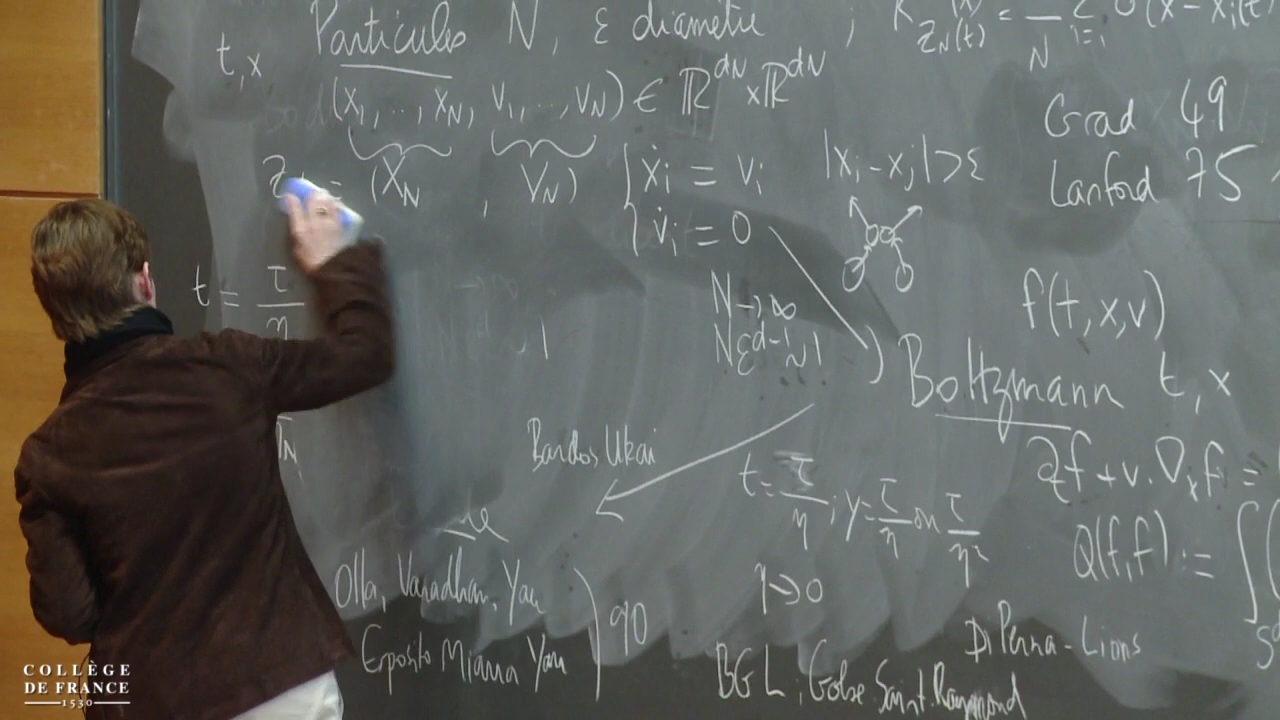 Particules N, ε diamètre ;
t,x
(x₁,...,x_N, v₁,...,v_N) ∈ ℝ^{dN} × ℝ^{dN}
Grad 49
= (X_N , V_N)
ẋᵢ = vᵢ |xᵢ-xⱼ|>ε
Lanford 75
v̇ᵢ = 0
t = τ/η
N→∞
f(t,x,v)
Nε^{d-1}~1
Boltzmann t,x
Bardos Ukai
∂f + v.∇ₓf =
t=τ/η ; y=τ/η ou τ/η²
Q(f,f) :=
η→0
Olla, Varadhan, Yau
Esposito Marra Yau
90
Di Perna-Lions
BGL ; Golse Saint.Raymond
COLLÈGE
DE FRANCE
1530